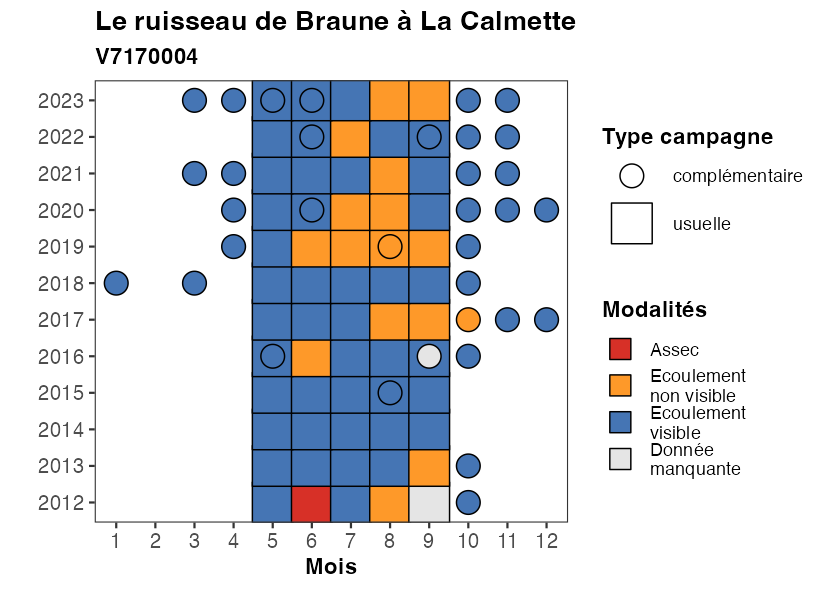 Le ruisseau de Braune à La Calmette
V7170004
2023
2022
2021
2020
2019
2018
2017
2016
2015
2014
2013
2012
1 2 3 4 5 6 7 8 9 10 11 12
Mois
Type campagne
complémentaire
usuelle
Modalités
Assec
Ecoulement
non visible
Ecoulement
visible
Donnée
manquante